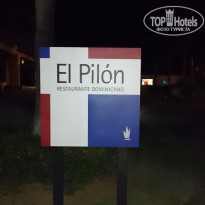 TOP Hotels
ФОТО ТУРИСТА
El Pilón
RESTAURANTE DOMINICANO